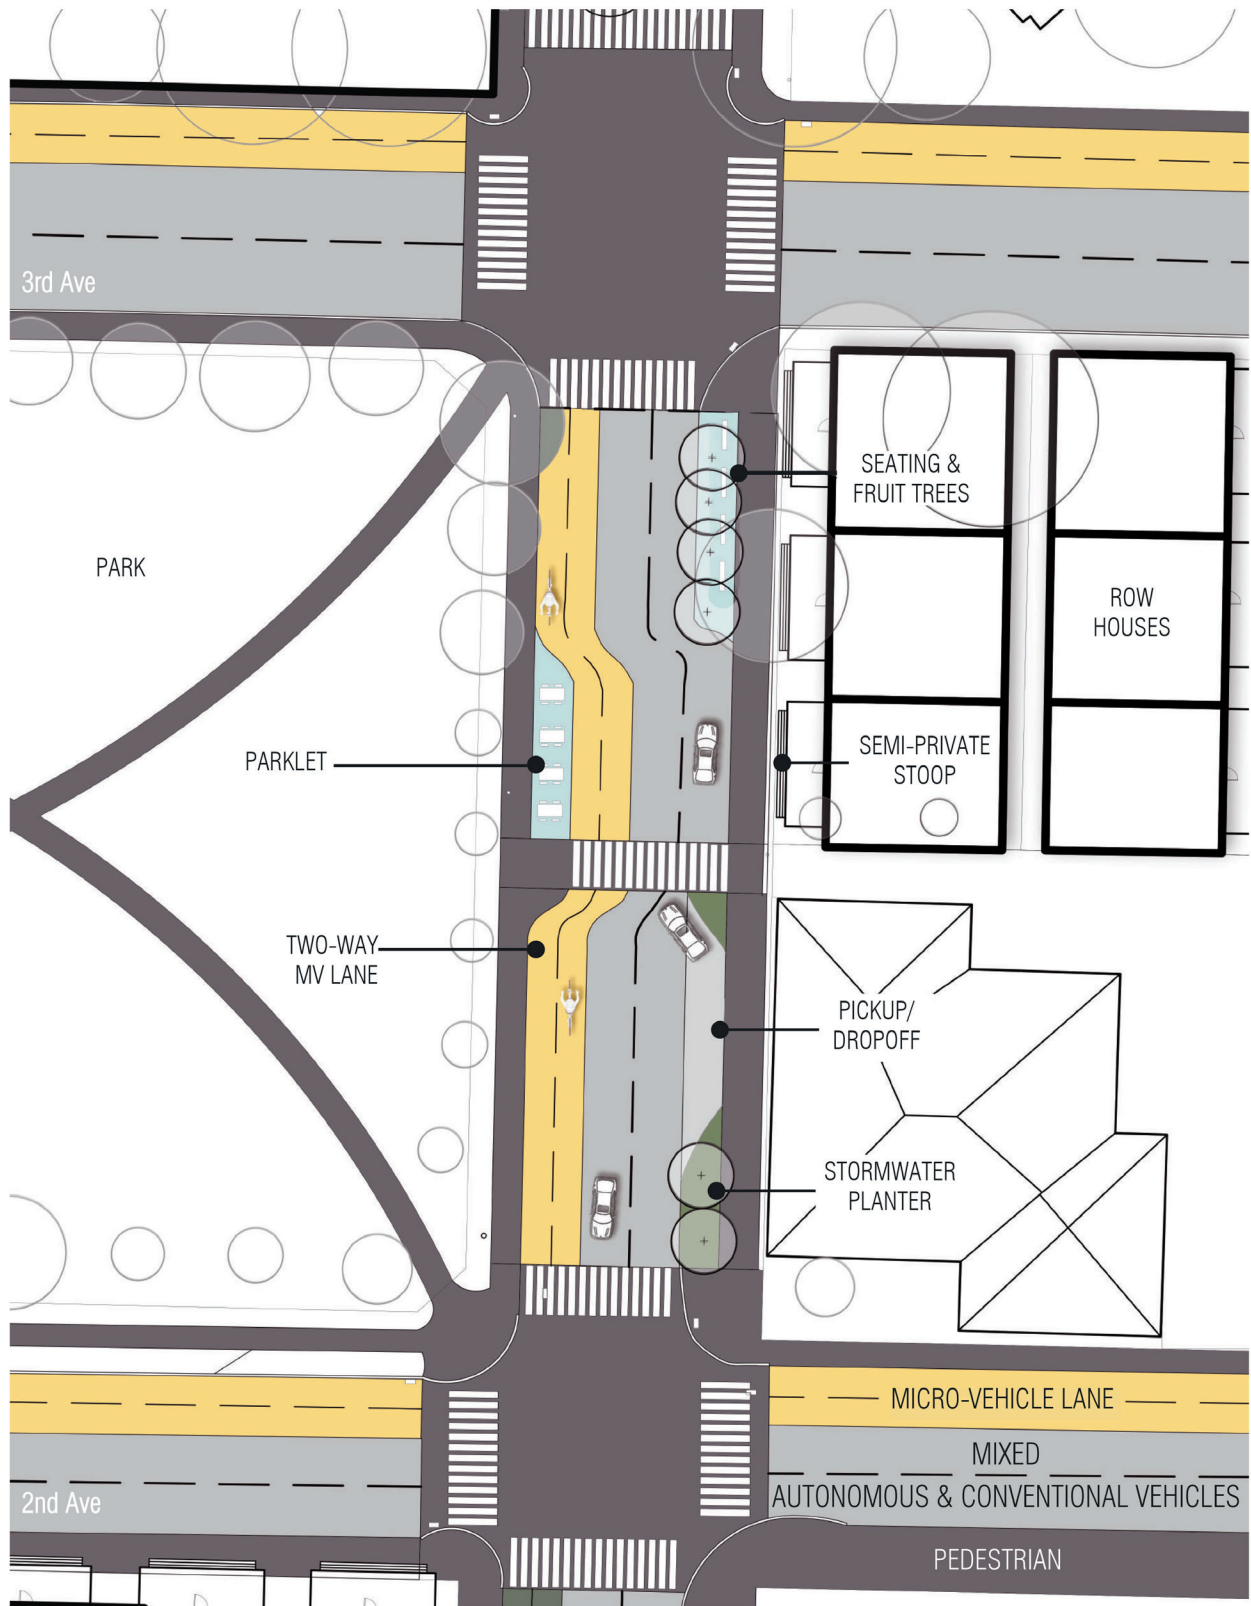 3rd Ave
SEATING &
FRUIT TREES
PARK
ROW
HOUSES
PARKLET
SEMI-PRIVATE
STOOP
TWO-WAY
MV LANE
PICKUP/
DROPOFF
STORMWATER
PLANTER
MICRO-VEHICLE LANE
MIXED
AUTONOMOUS & CONVENTIONAL VEHICLES
2nd Ave
PEDESTRIAN